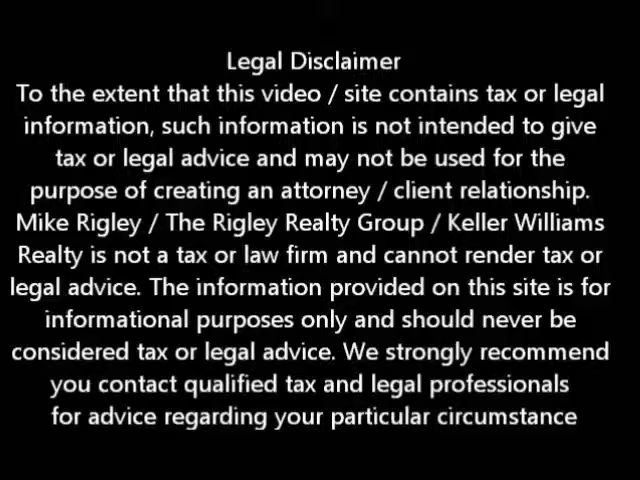 Legal Disclaimer
To the extent that this video / site contains tax or legal
information, such information is not intended to give
tax or legal advice and may not be used for the
purpose of creating an attorney / client relationship.
Mike Rigley / The Rigley Realty Group / Keller Williams
Realty is not a tax or law firm and cannot render tax or
legal advice. The information provided on this site is for
informational purposes only and should never be
considered tax or legal advice. We strongly recommend
you contact qualified tax and legal professionals
for advice regarding your particular circumstance